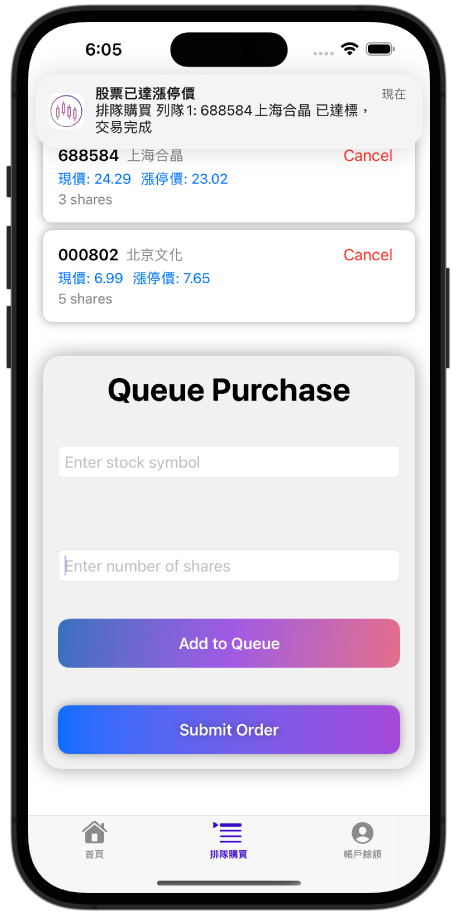 6:05
股票已達漲停價
現在
排隊購買 列隊1: 688584上海合晶 已達標，
交易完成
688584 上海合晶
Cancel
現價: 24.29 漲停價: 23.02
3 shares
000802 北京文化
Cancel
現價: 6.99 漲停價: 7.65
5 shares
Queue Purchase
Enter stock symbol
Enter number of shares
Add to Queue
Submit Order
首頁
排隊購買
帳戶餘額